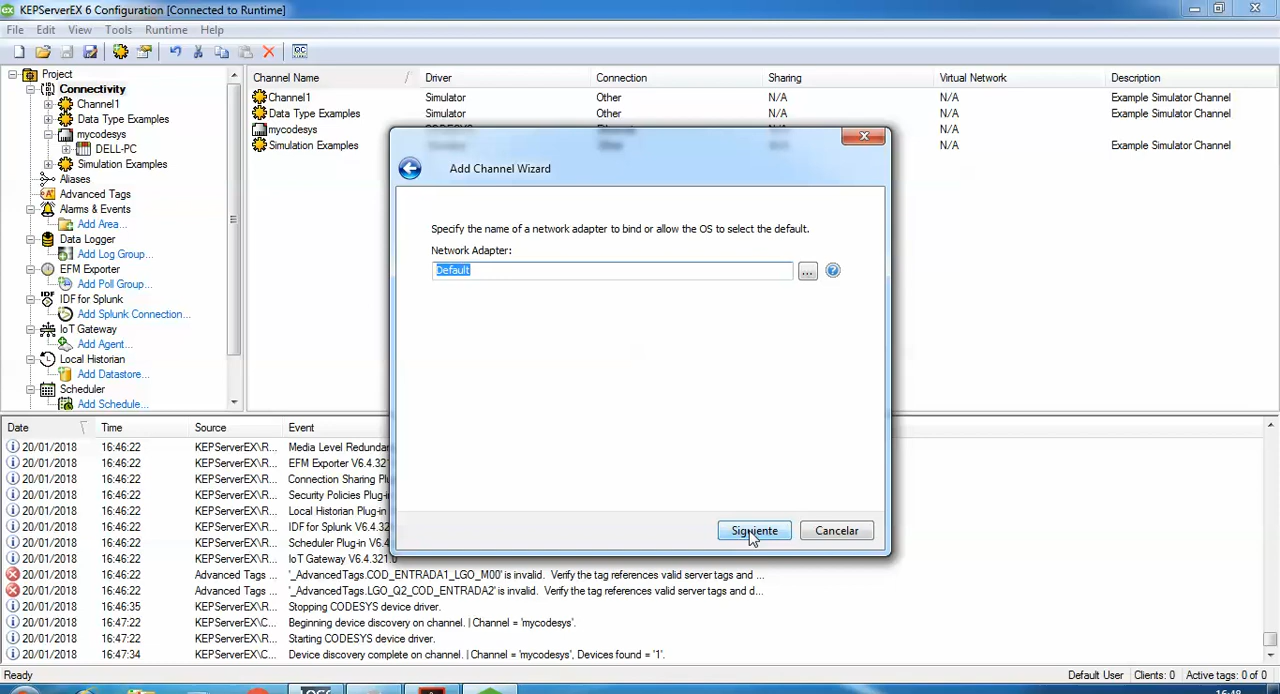 KEPServerEX 6 Configuration [Connected to Runtime]
File Edit View Tools Runtime Help
Project
Connectivity
Channel1
Data Type Examples
mycodesys
DELL-PC
Simulation Examples
Aliases
Advanced Tags
Alarms & Events
Add Area...
Data Logger
Add Log Group...
EFM Exporter
Add Poll Group...
IDF for Splunk
Add Splunk Connection...
IoT Gateway
Add Agent...
Local Historian
Add Datastore...
Scheduler
Add Schedule...
Channel Name Driver Connection Sharing Virtual Network Description
Channel1 Simulator Other N/A N/A Example Simulator Channel
Data Type Examples Simulator Other N/A N/A Example Simulator Channel
mycodesys N/A
Simulation Examples N/A Example Simulator Channel
Add Channel Wizard
Specify the name of a network adapter to bind or allow the OS to select the default.
Network Adapter:
Default
...
Siguiente Cancelar
Date Time Source Event
20/01/2018 16:46:22 KEPServerEX\R... Media Level Redundan
20/01/2018 16:46:22 KEPServerEX\R... EFM Exporter V6.4.321
20/01/2018 16:46:22 KEPServerEX\R... Connection Sharing Plu
20/01/2018 16:46:22 KEPServerEX\R... Security Policies Plug-in
20/01/2018 16:46:22 KEPServerEX\R... Local Historian Plug-in
20/01/2018 16:46:22 KEPServerEX\R... IDF for Splunk V6.4.32
20/01/2018 16:46:22 KEPServerEX\R... Scheduler Plug-in V6.4
20/01/2018 16:46:22 KEPServerEX\R... IoT Gateway V6.4.321.0
20/01/2018 16:46:22 Advanced Tags ... '_AdvancedTags.COD_ENTRADA1_LGO_M00' is invalid. Verify the tag references valid server tags and ...
20/01/2018 16:46:22 Advanced Tags ... '_AdvancedTags.LGO_Q2_COD_ENTRADA2' is invalid. Verify the tag references valid server tags and d...
20/01/2018 16:46:35 KEPServerEX\R... Stopping CODESYS device driver.
20/01/2018 16:47:22 KEPServerEX\C... Beginning device discovery on channel. | Channel = 'mycodesys'.
20/01/2018 16:47:22 KEPServerEX\R... Starting CODESYS device driver.
20/01/2018 16:47:34 KEPServerEX\C... Device discovery complete on channel. | Channel = 'mycodesys', Devices found = '1'.
Ready Default User Clients: 0 Active tags: 0 of 0